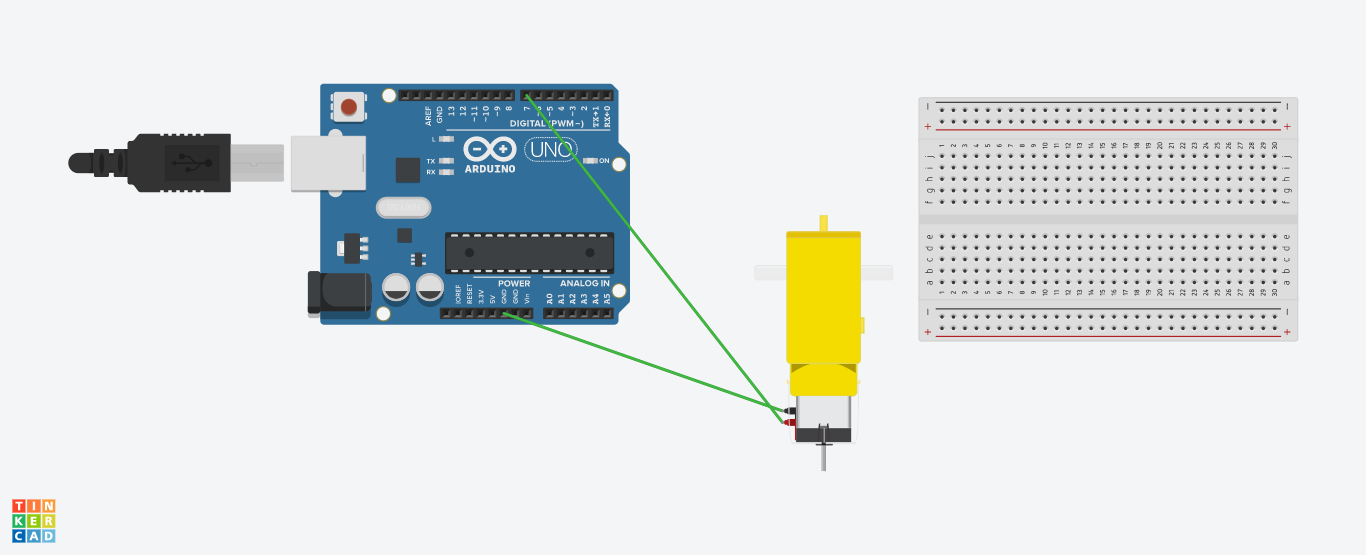 AREF
GND
13
12
~11
~10
~9
8
7
~6
~5
4
~3
2
TX→1
RX←0
DIGITAL (PWM~)
L
TX
RX
UNO
ON
ARDUINO
POWER
ANALOG IN
IOREF
RESET
3.3V
5V
GND
GND
Vin
A0
A1
A2
A3
A4
A5
− −
+ +
1 2 3 4 5 6 7 8 9 10 11 12 13 14 15 16 17 18 19 20 21 22 23 24 25 26 27 28 29 30
j j
i i
h h
g g
f f
e e
d d
c c
b b
a a
1 2 3 4 5 6 7 8 9 10 11 12 13 14 15 16 17 18 19 20 21 22 23 24 25 26 27 28 29 30
− −
+ +
TIN
KER
CAD